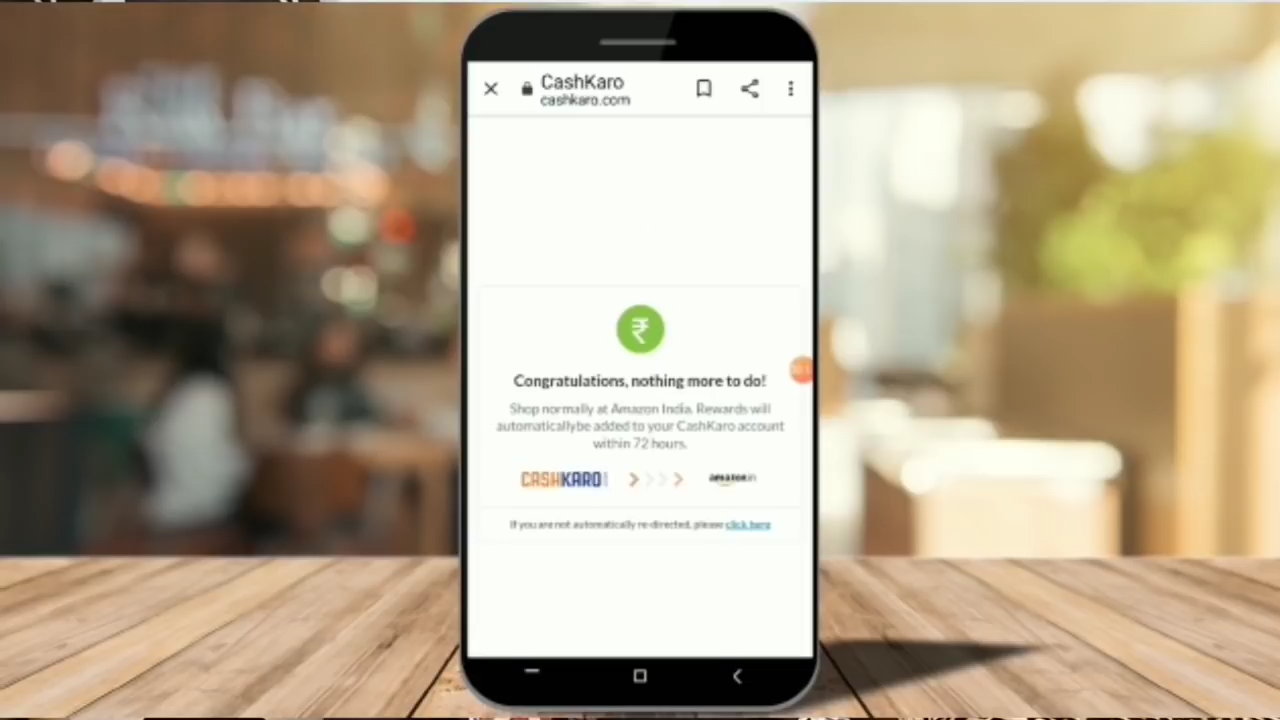 CashKaro
cashkaro.com
₹
Congratulations, nothing more to do!
Shop normally at Amazon India. Rewards will
automaticallybe added to your CashKaro account
within 72 hours.
CASHKARO amazon.in
If you are not automatically re-directed, please click here